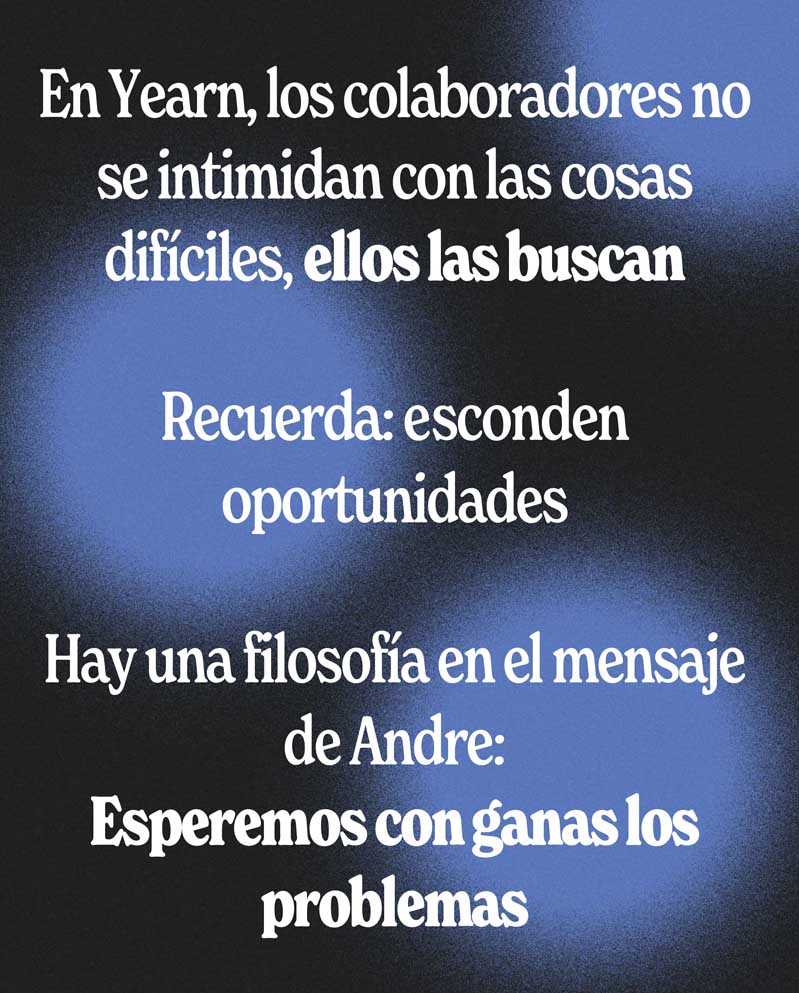 En Yearn, los colaboradores no
se intimidan con las cosas
difíciles, ellos las buscan
Recuerda: esconden
oportunidades
Hay una filosofía en el mensaje
de Andre:
Esperemos con ganas los
problemas